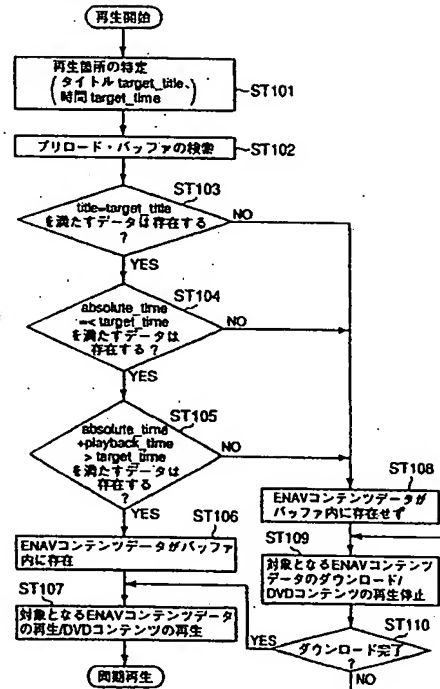 再生開始
再生箇所の特定
(タイトル target_title、
時間 target_time)
ST101
プリロード・バッファの検索
ST102
ST103
title=target_title
を満たすデータは存在する
?
NO
YES
ST104
absolute_time
=< target_time
を満たすデータは
存在する?
NO
YES
ST105
absolute_time
+playback_time
> target_time
を満たすデータは
存在する
?
NO
YES
ST106
ENAVコンテンツデータがバッファ
内に存在
ST107
対象となるENAVコンテンツデータ
の再生/DVDコンテンツの再生
同期再生
ST108
ENAVコンテンツデータが
バッファ内に存在せず
ST109
対象となるENAVコンテンツ
データのダウンロード/
DVDコンテンツの再生停止
ST110
YES
ダウンロード完了
?
NO